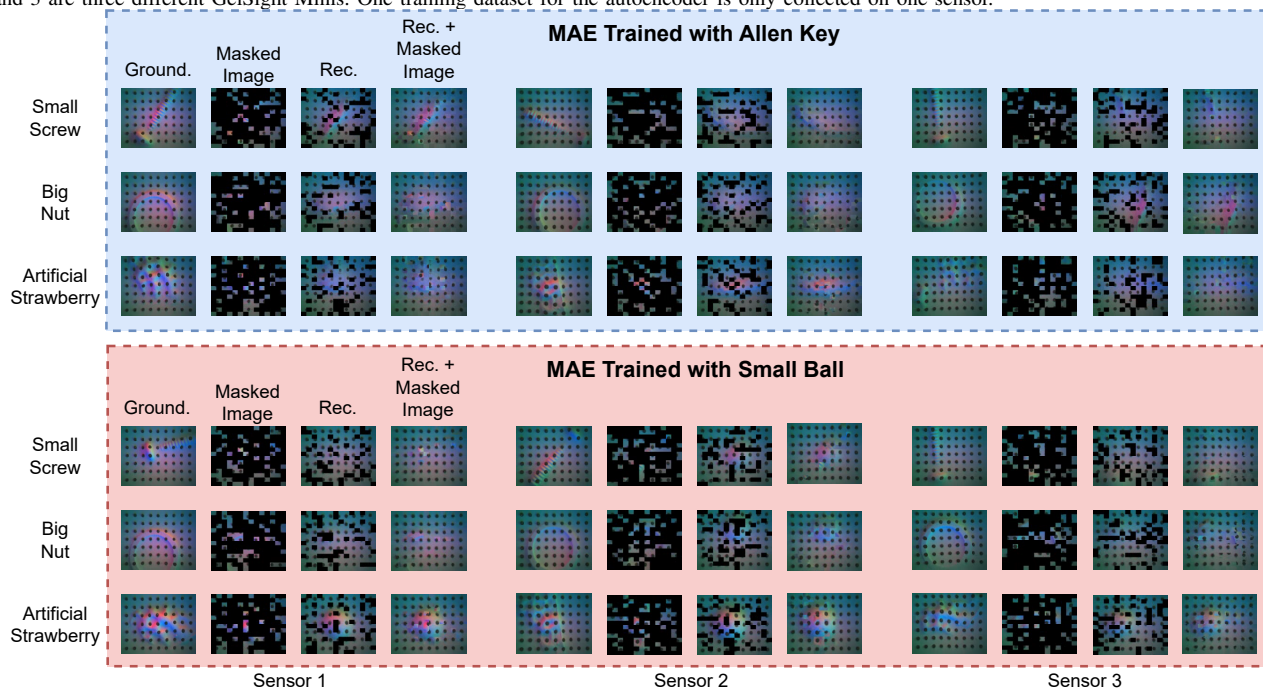 and 3 are three different GelSight Minis. One training dataset for the autoencoder is only collected on one sensor.
MAE Trained with Allen Key
Ground.
Masked
Image
Rec.
Rec. +
Masked
Image
Small
Screw
Big
Nut
Artificial
Strawberry
MAE Trained with Small Ball
Ground.
Masked
Image
Rec.
Rec. +
Masked
Image
Small
Screw
Big
Nut
Artificial
Strawberry
Sensor 1
Sensor 2
Sensor 3